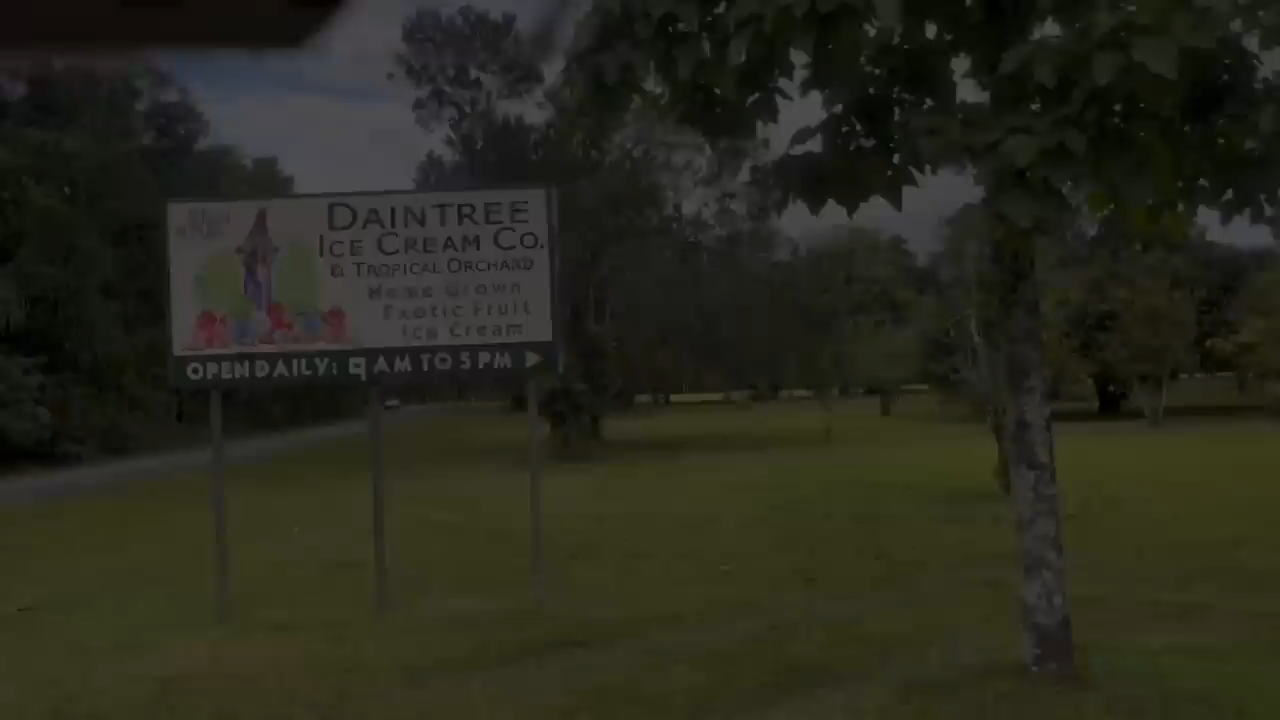 DAINTREE
ICE CREAM CO.
& TROPICAL ORCHARD
Home Grown
Exotic Fruit
Ice Cream
OPEN DAILY: 9 AM TO 5 PM